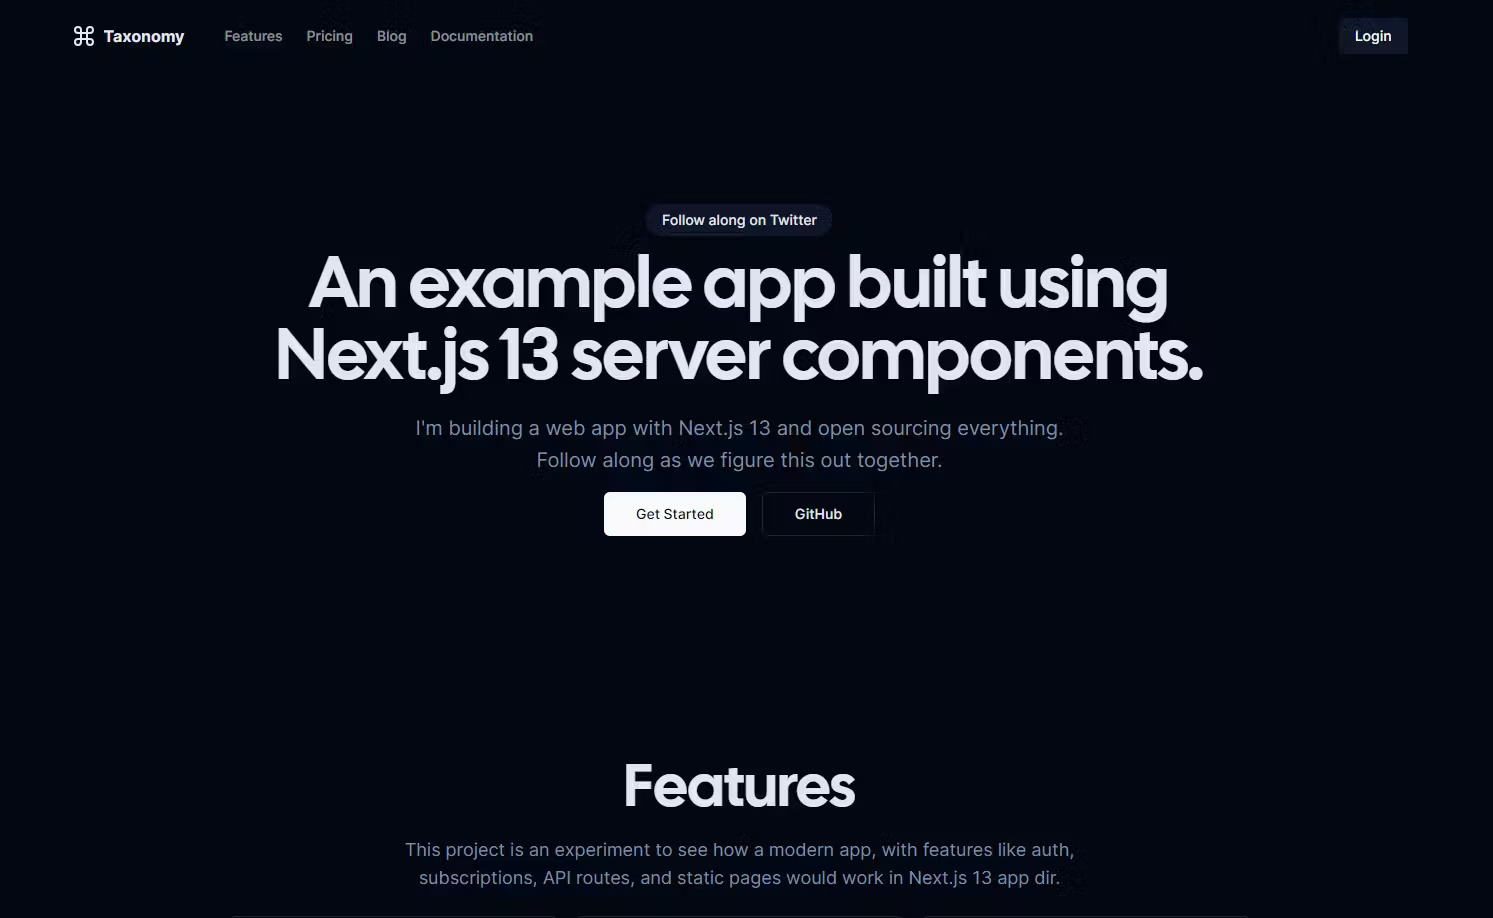 Taxonomy
Features
Pricing
Blog
Documentation
Login
Follow along on Twitter
An example app built using
Next.js 13 server components.
I'm building a web app with Next.js 13 and open sourcing everything.
Follow along as we figure this out together.
Get Started
GitHub
Features
This project is an experiment to see how a modern app, with features like auth,
subscriptions, API routes, and static pages would work in Next.js 13 app dir.